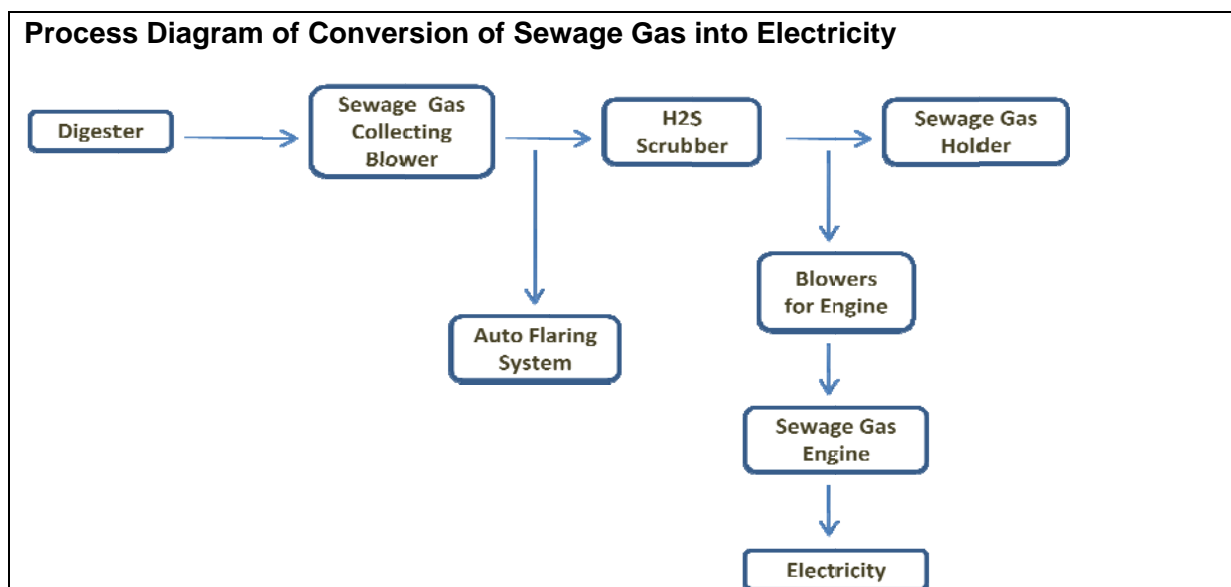 Process Diagram of Conversion of Sewage Gas into Electricity
Digester
Sewage Gas
Collecting
Blower
H2S
Scrubber
Sewage Gas
Holder
Auto Flaring
System
Blowers
for Engine
Sewage Gas
Engine
Electricity